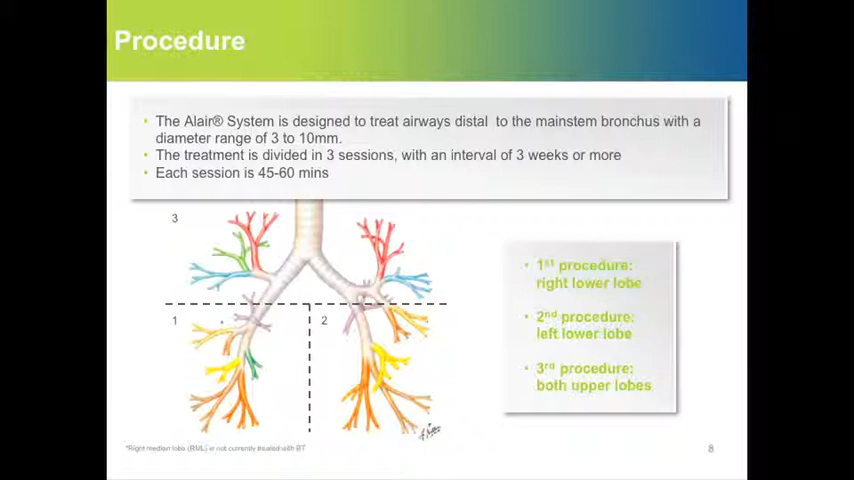 Procedure
• The Alair® System is designed to treat airways distal to the mainstem bronchus with a
diameter range of 3 to 10mm.
• The treatment is divided in 3 sessions, with an interval of 3 weeks or more
• Each session is 45-60 mins
3
1
2
• 1st procedure:
right lower lobe
• 2nd procedure:
left lower lobe
• 3rd procedure:
both upper lobes
*Right median lobe (RML) is not currently treated with BT
8